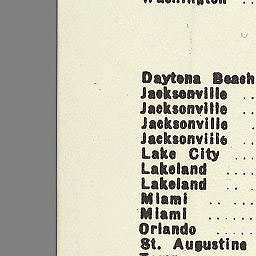 Washington ..
Daytona Beach
Jacksonville ..
Jacksonville ..
Jacksonville .
Jacksonville ..
Lake City ...
Lakeland ...
Lakeland ..
Miami .. ...
Miami ....
Orlando ...
St. Augustine